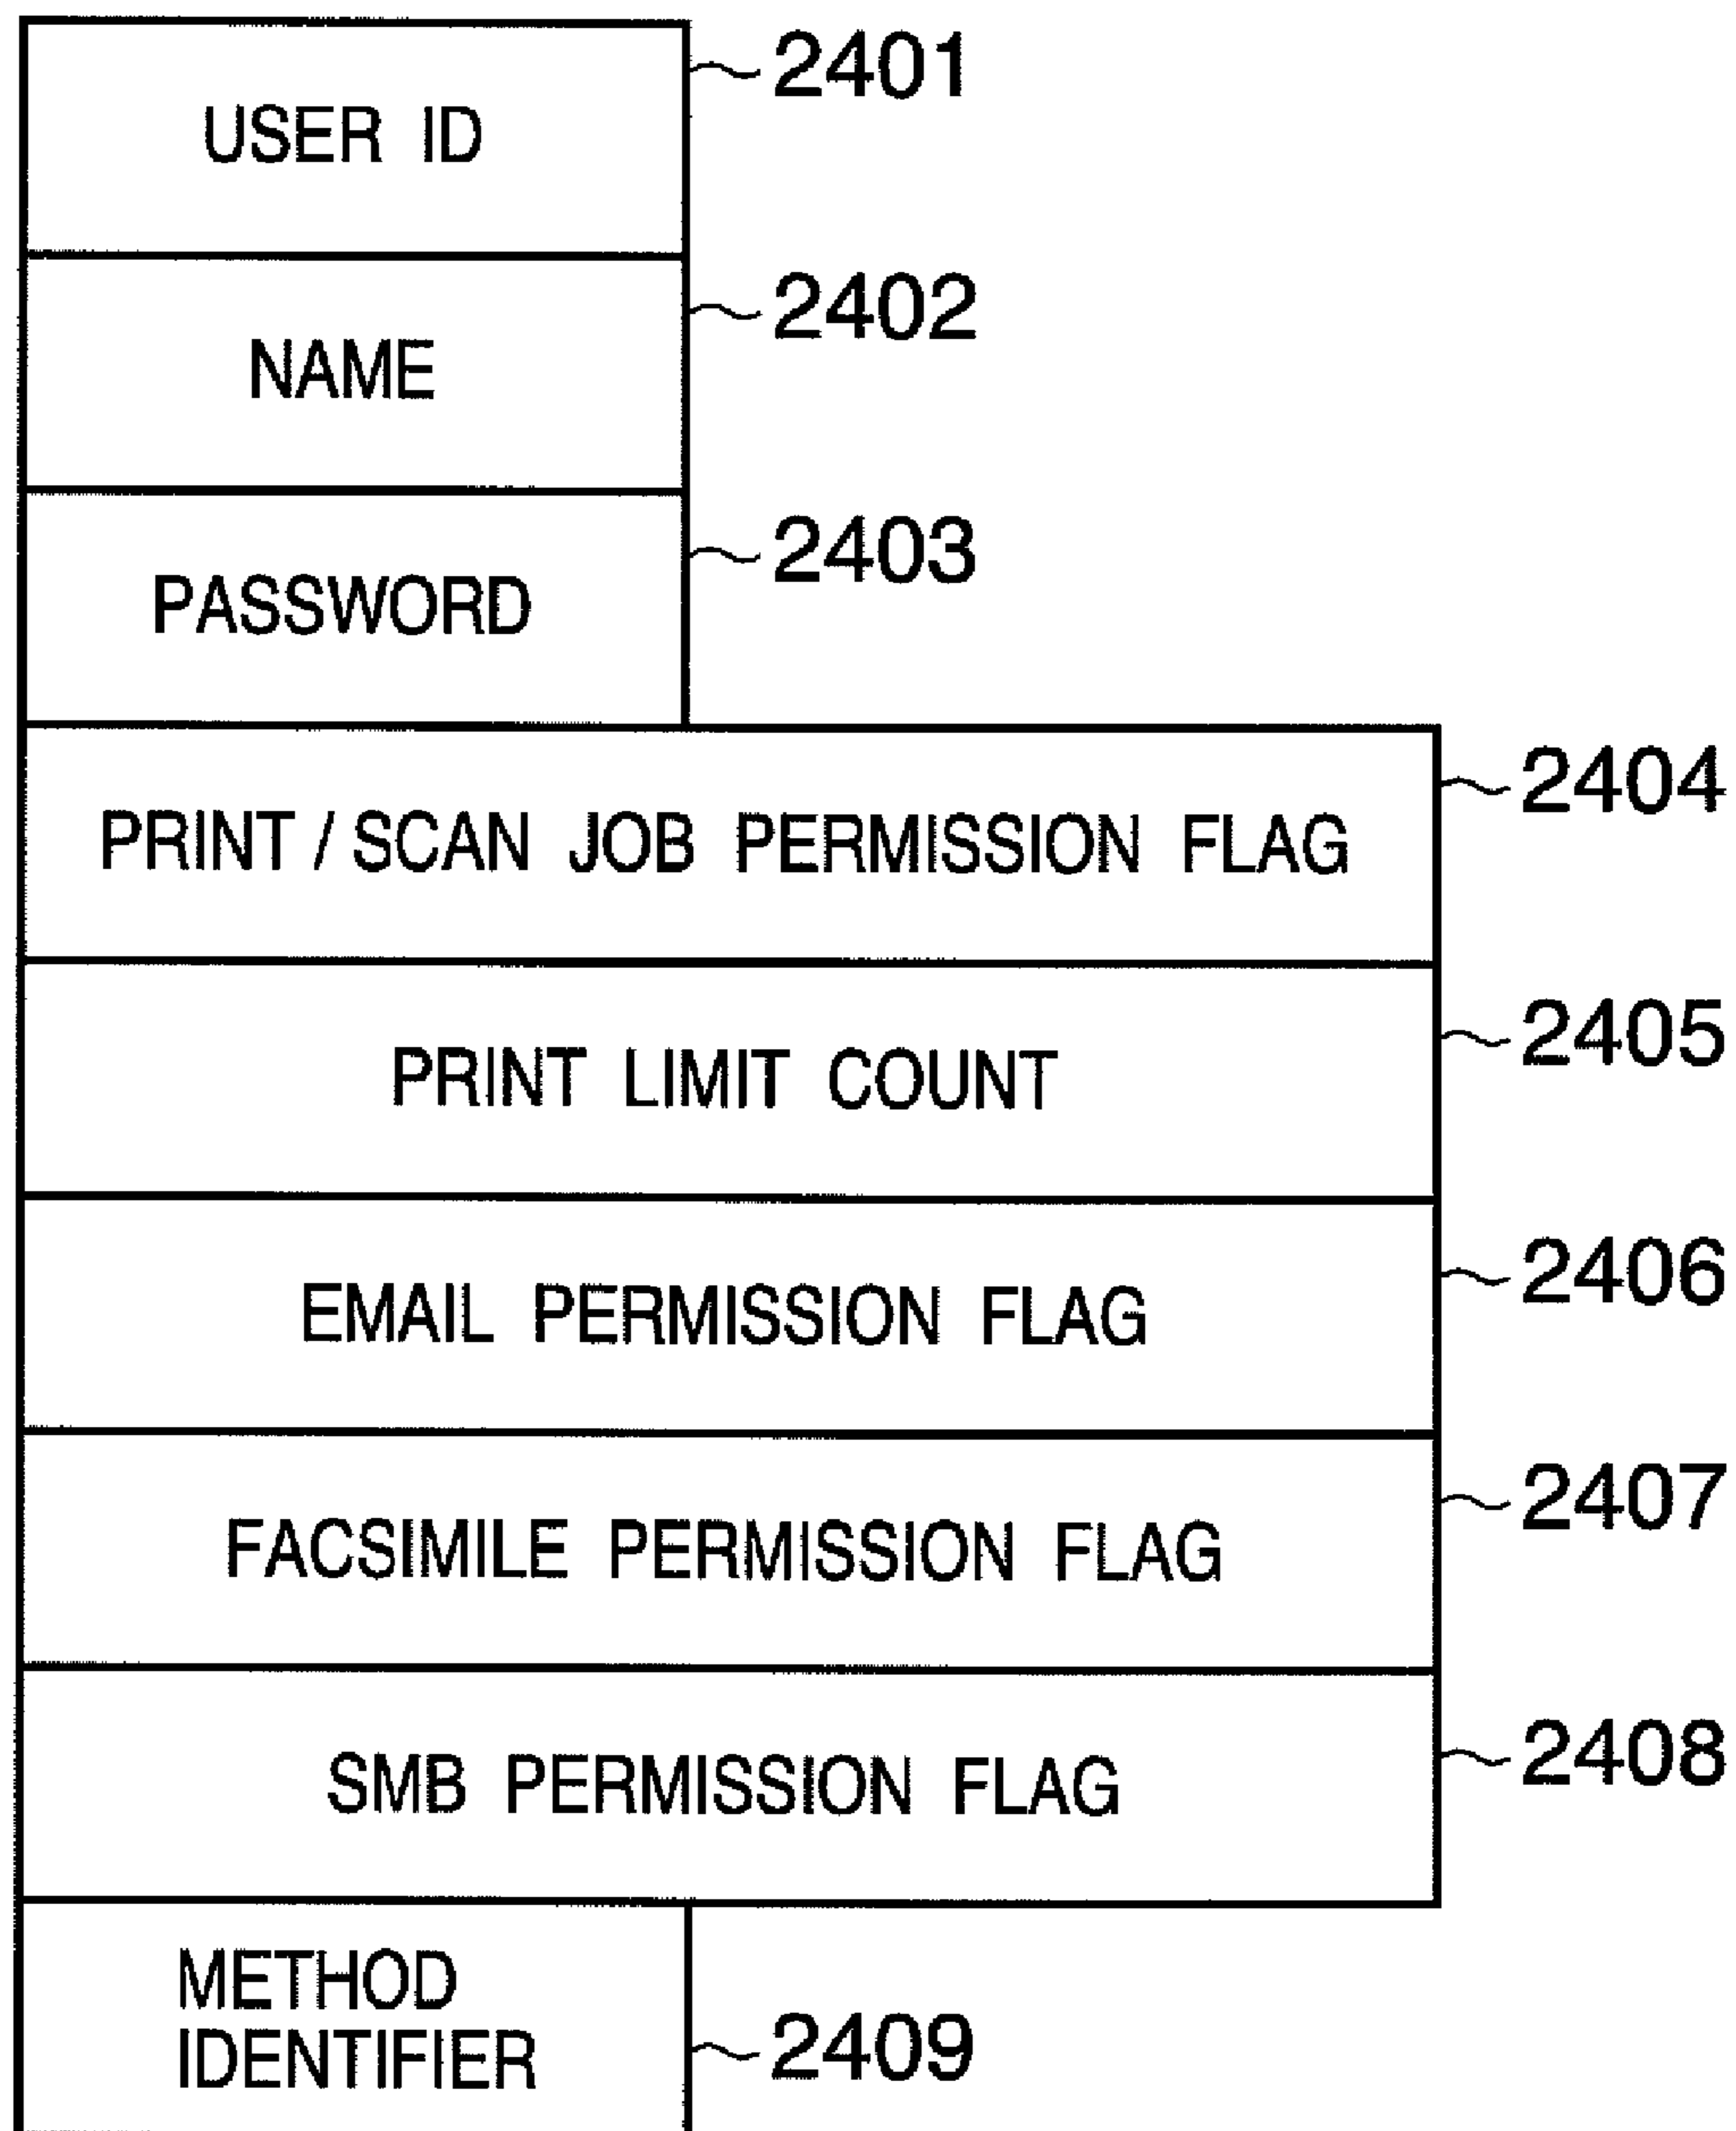 2401
USER ID
2402
NAME
2403
PASSWORD
2404
PRINT / SCAN JOB PERMISSION FLAG
2405
PRINT LIMIT COUNT
2406
EMAIL PERMISSION FLAG
2407
FACSIMILE PERMISSION FLAG
2408
SMB PERMISSION FLAG
METHOD
IDENTIFIER
2409